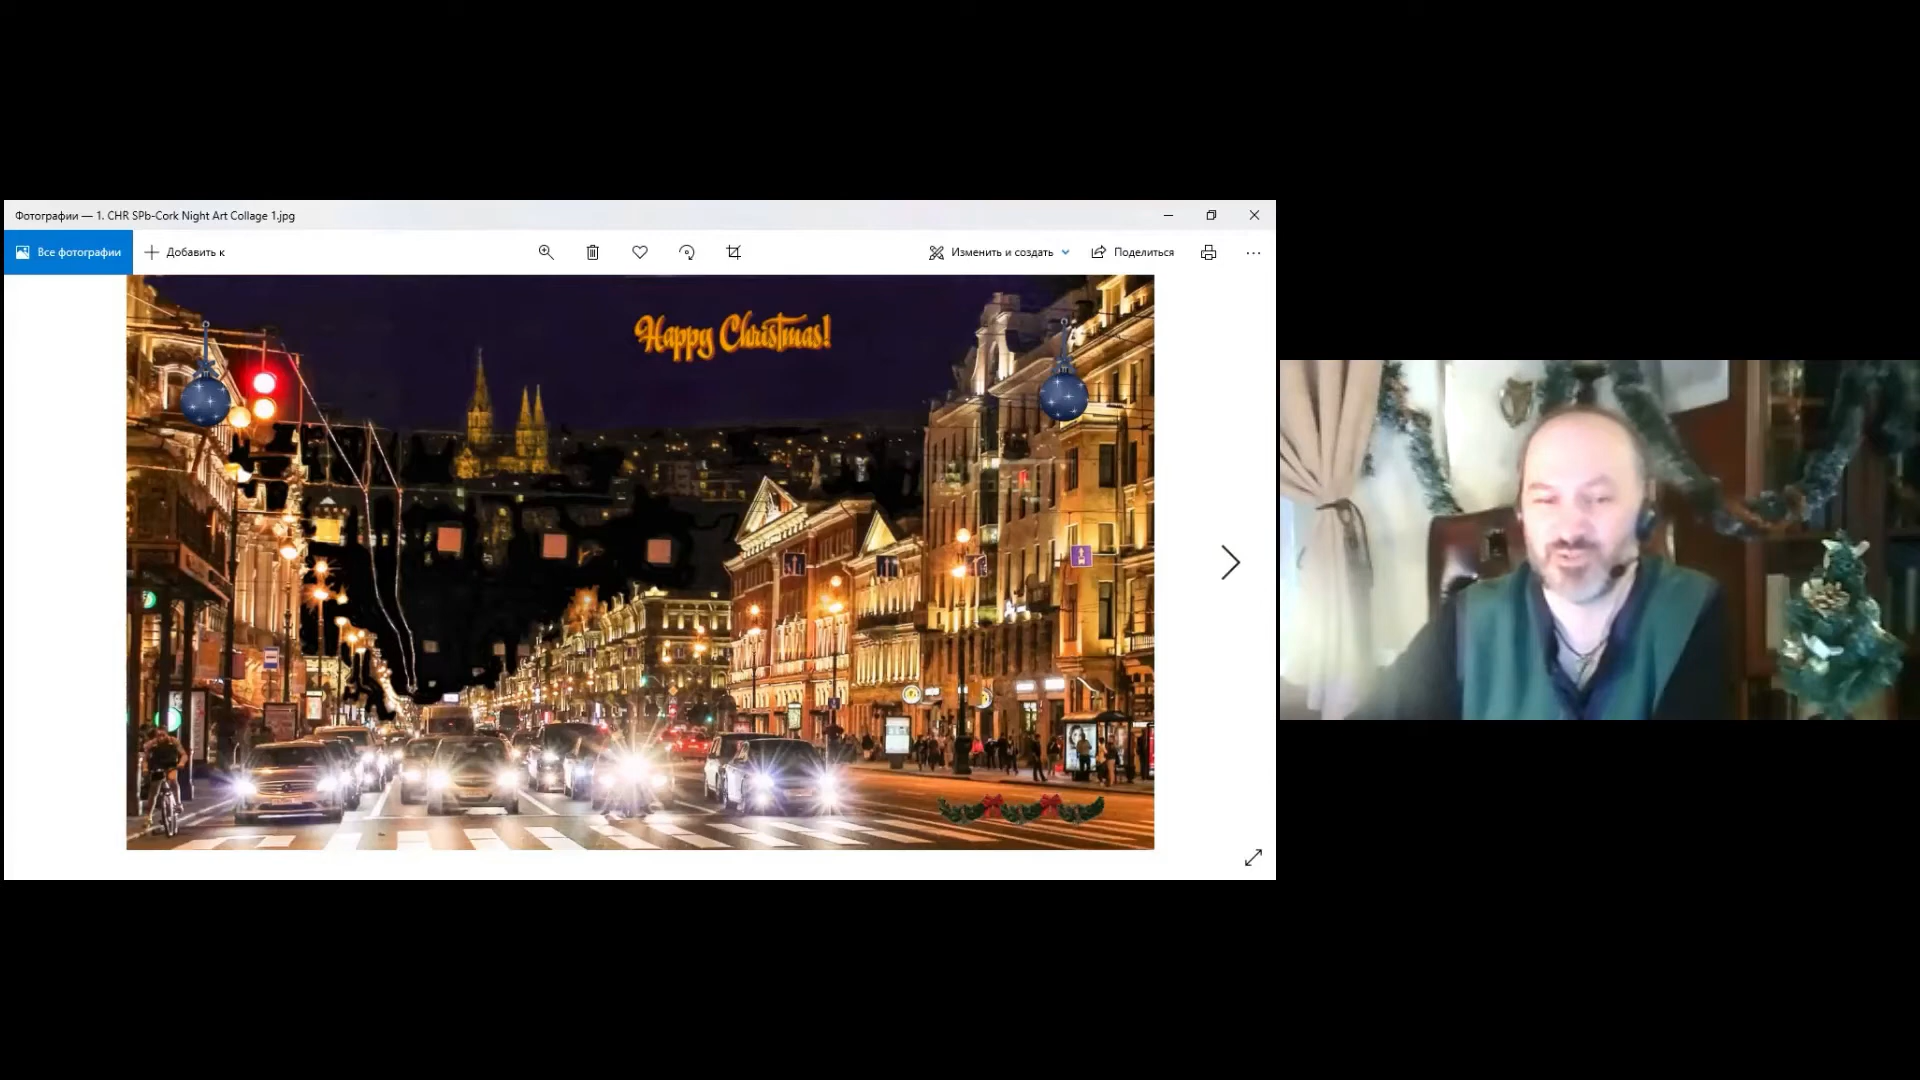 Фотографии — 1. CHR SPb-Cork Night Art Collage 1.jpg
Все фотографии
Добавить к
Изменить и создать
Поделиться
Happy Christmas!